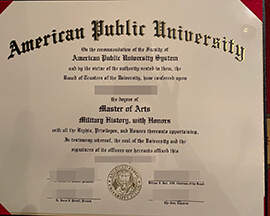 American Public University
On the recommendation of the Faculty of
American Public University System
and by the virtue of the authority vested in them, the
Board of Trustees of the University, have conferred upon
the degree of
Master of Arts
Military History, with Honors
with all the Rights, Privileges, and Honors thereunto appertaining.
In testimony whereof, the seal of the University and the
signatures of its officers are hereunto affixed this